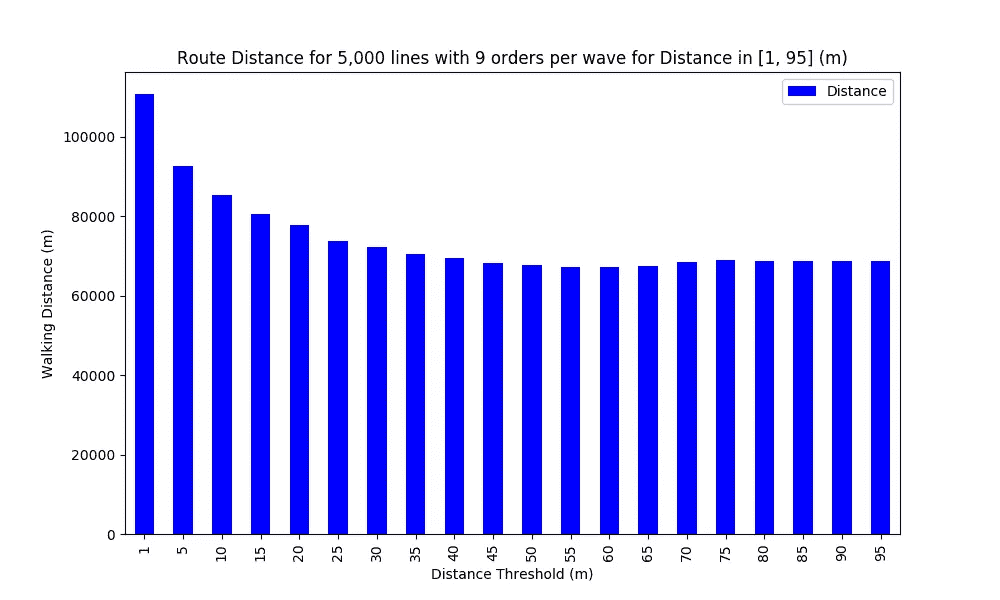 Route Distance for 5,000 lines with 9 orders per wave for Distance in [1, 95] (m)
Distance
100000
80000
60000
40000
20000
0
Walking Distance (m)
1 5 10 15 20 25 30 35 40 45 50 55 60 65 70 75 80 85 90 95
Distance Threshold (m)